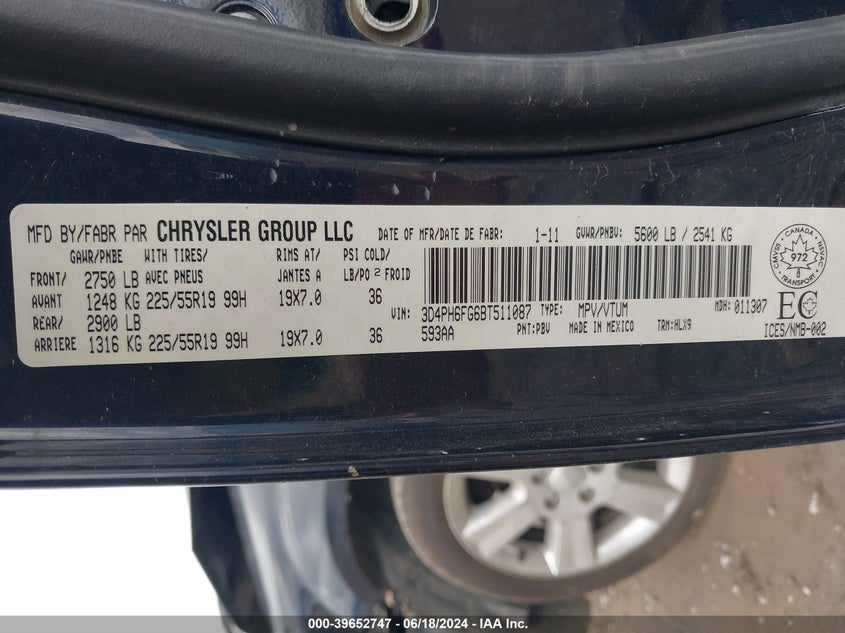 MFD BY/FABR PAR CHRYSLER GROUP LLC DATE OF MFR/DATE DE FABR: 1-11 GVWR/PNBV: 5600 LB / 2541 KG
GAWR/PNBE WITH TIRES/ RIMS AT/ PSI COLD/
FRONT/ 2750 LB AVEC PNEUS JANTES A LB/PO² FROID
AVANT 1248 KG 225/55R19 99H 19X7.0 36
REAR/ 2900 LB
ARRIERE 1316 KG 225/55R19 99H 19X7.0 36
VIN: 3D4PH6FG6BT511087 TYPE: MPV/VTUM MDH: 011307
593AA PNT:PBV MADE IN MEXICO TRM:HLX9
CANADA
CMVSS NSVAC
972
8
TRANSPORT
EC
ICES/NMB-002
000-39652747 - 06/18/2024 - IAA Inc.